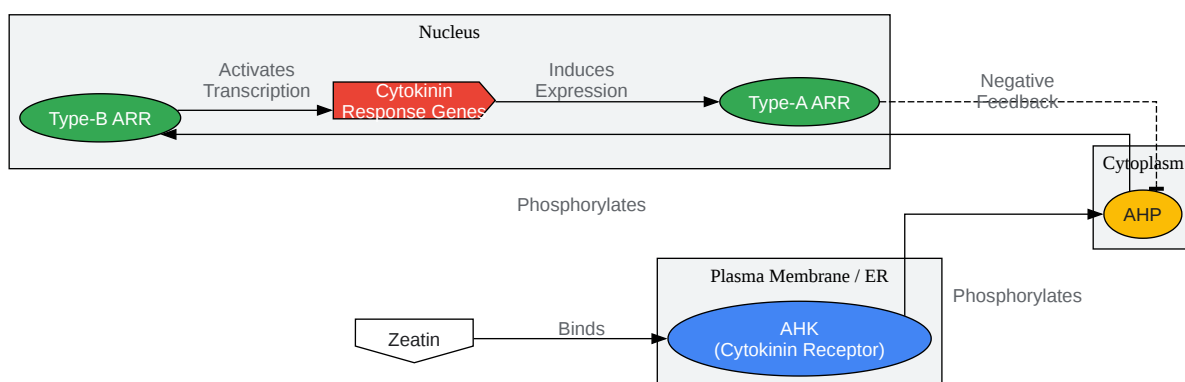 Nucleus
Activates
Transcription
Induces
Expression
Negative
Feedback
Type-B ARR
Cytokinin
Response Genes
Type-A ARR
Cytoplasm
Phosphorylates
AHP
Plasma Membrane / ER
Phosphorylates
Zeatin
Binds
AHK
(Cytokinin Receptor)